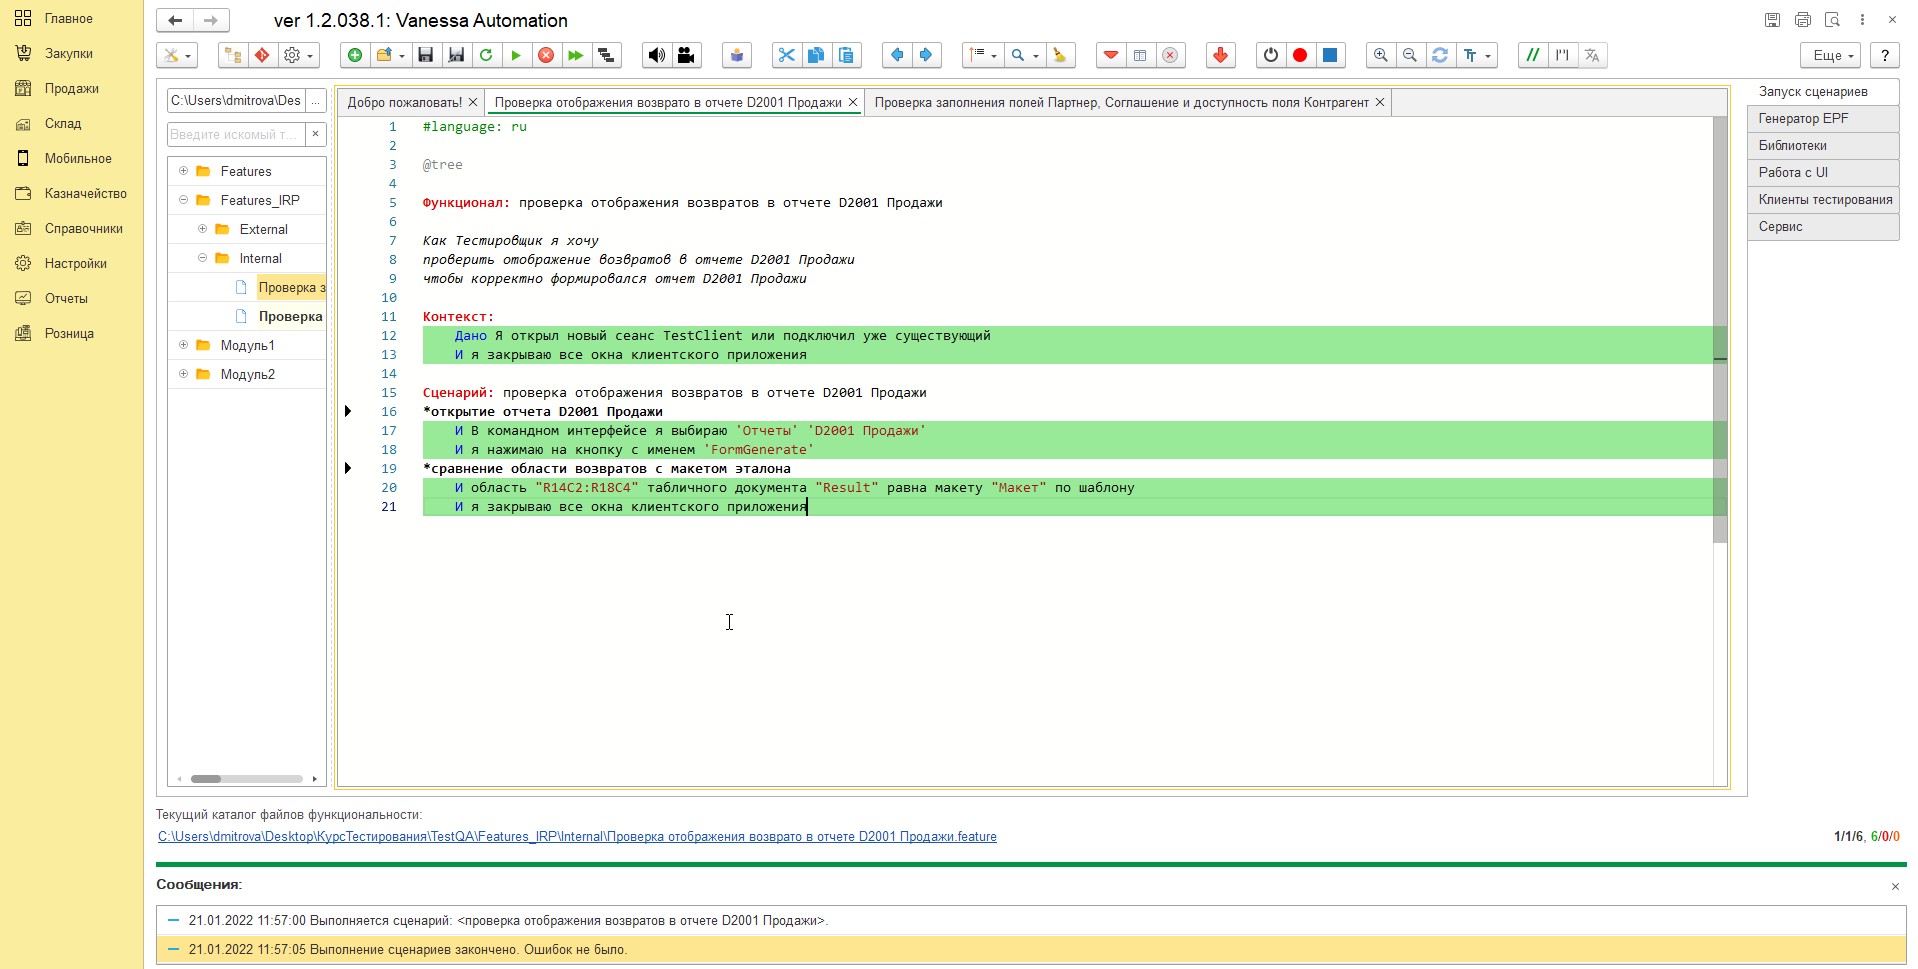 Главное
Закупки
Продажи
Склад
Мобильное
Казначейство
Справочники
Настройки
Отчеты
Розница
ver 1.2.038.1: Vanessa Automation
Еще
?
C:\Users\dmitrova\Des
...
Введите искомый т...
×
Features
Features_IRP
External
Internal
Проверка з
Проверка
Модуль1
Модуль2
Добро пожаловать! ×
Проверка отображения возврато в отчете D2001 Продажи ×
Проверка заполнения полей Партнер, Соглашение и доступность поля Контрагент ×
1 #language: ru
2
3 @tree
4
5 Функционал: проверка отображения возвратов в отчете D2001 Продажи
6
7 Как Тестировщик я хочу
8 проверить отображение возвратов в отчете D2001 Продажи
9 чтобы корректно формировался отчет D2001 Продажи
10
11 Контекст:
12 Дано Я открыл новый сеанс TestClient или подключил уже существующий
13 И я закрываю все окна клиентского приложения
14
15 Сценарий: проверка отображения возвратов в отчете D2001 Продажи
16 *открытие отчета D2001 Продажи
17 И В командном интерфейсе я выбираю 'Отчеты' 'D2001 Продажи'
18 И я нажимаю на кнопку с именем 'FormGenerate'
19 *сравнение области возвратов с макетом эталона
20 И область "R14C2:R18C4" табличного документа "Result" равна макету "Макет" по шаблону
21 И я закрываю все окна клиентского приложения
Запуск сценариев
Генератор EPF
Библиотеки
Работа с UI
Клиенты тестирования
Сервис
Текущий каталог файлов функциональности:
C:\Users\dmitrova\Desktop\КурсТестирования\TestQA\Features_IRP\Internal\Проверка отображения возврато в отчете D2001 Продажи.feature
1/1/6, 6/0/0
Сообщения:
21.01.2022 11:57:00 Выполняется сценарий: <проверка отображения возвратов в отчете D2001 Продажи>.
21.01.2022 11:57:05 Выполнение сценариев закончено. Ошибок не было.